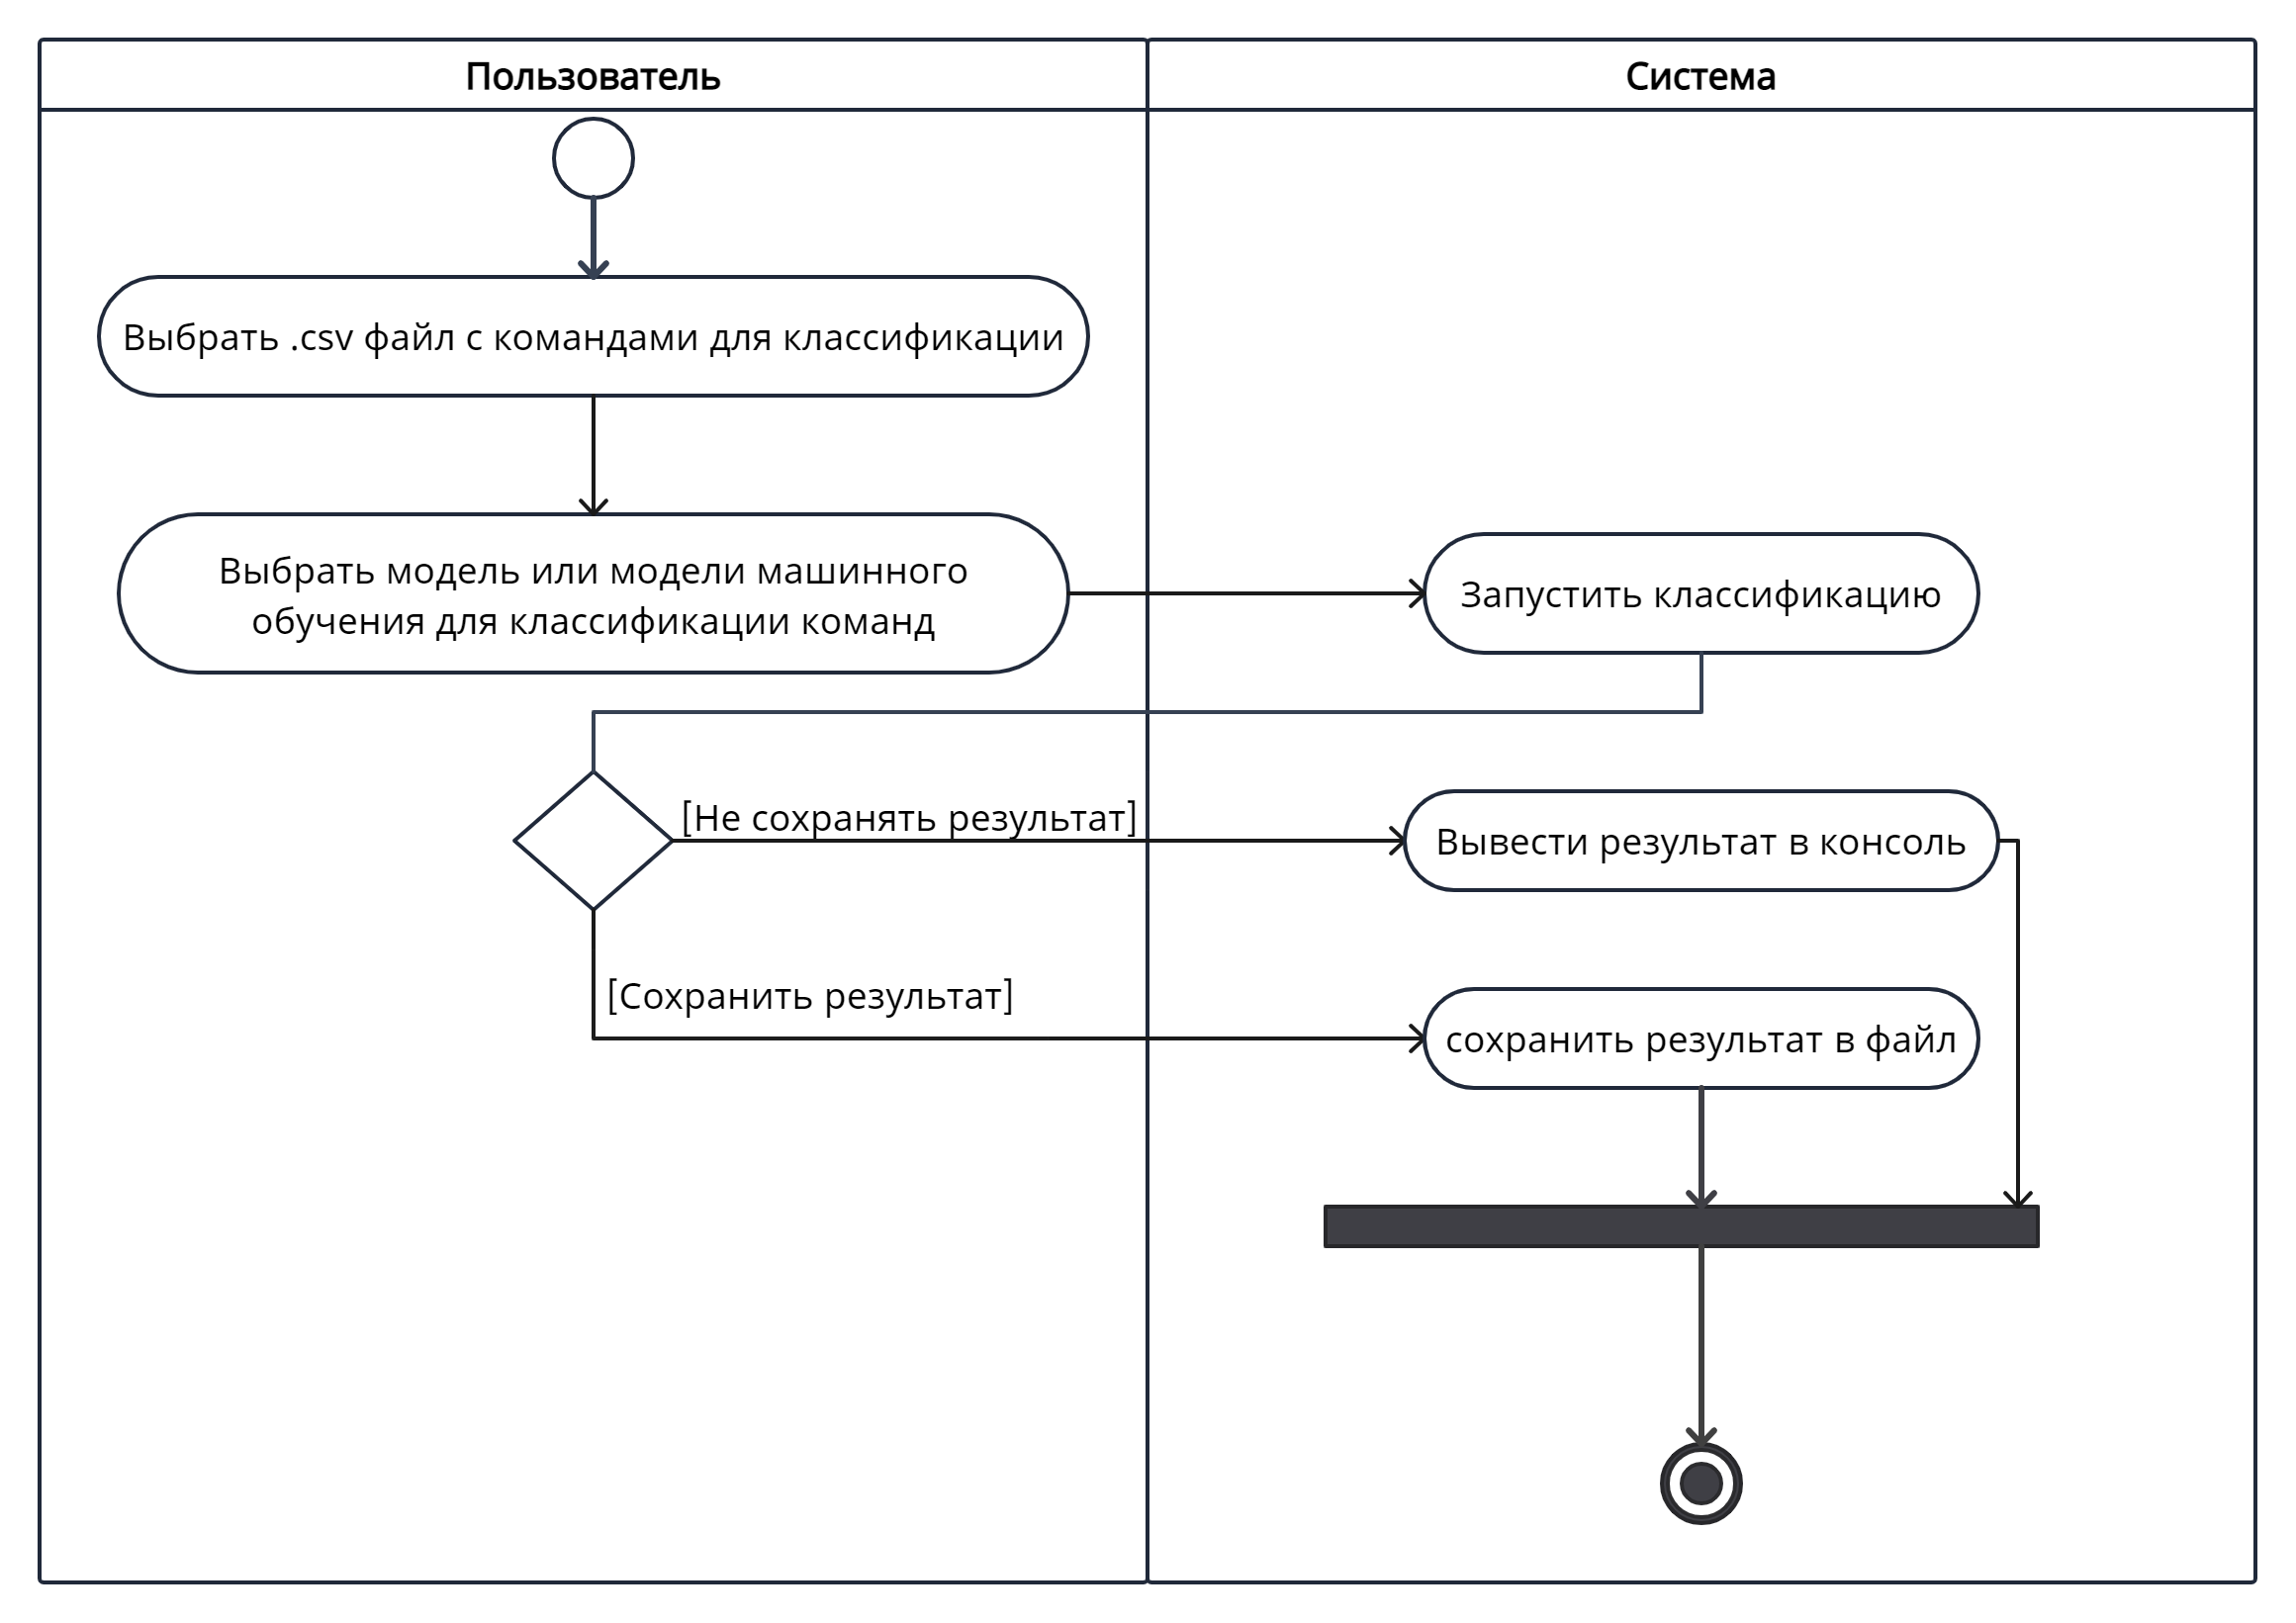 Пользователь
Система
Выбрать .csv файл с командами для классификации
Выбрать модель или модели машинного
обучения для классификации команд
Запустить классификацию
[Не сохранять результат]
Вывести результат в консоль
[Сохранить результат]
сохранить результат в файл